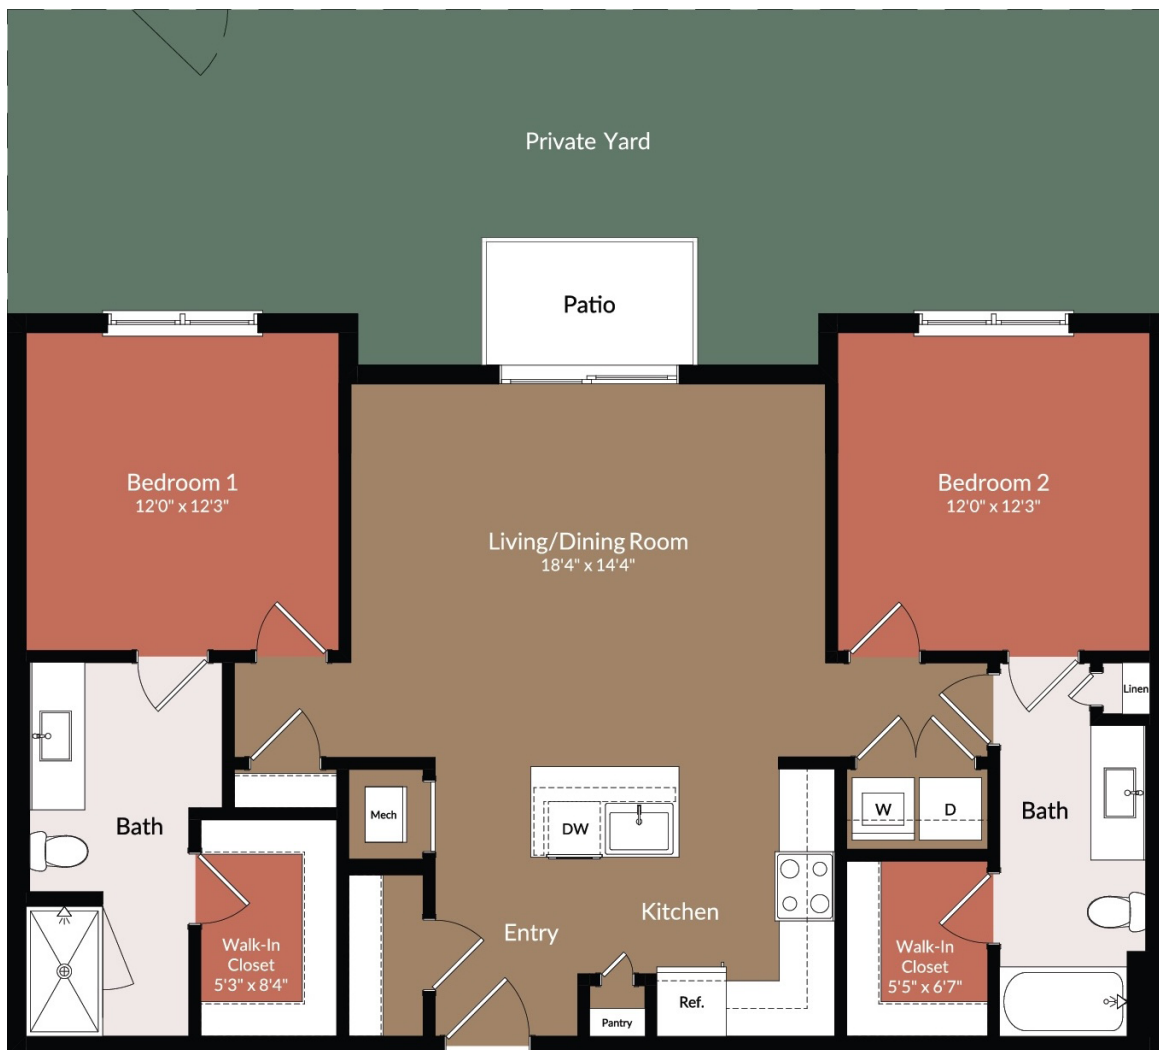 Private Yard
Patio
Bedroom 1
12'0" x 12'3"
Bedroom 2
12'0" x 12'3"
Living/Dining Room
18'4" x 14'4"
Linen
Mech
W
D
DW
Bath
Bath
Kitchen
Entry
Walk-In
Closet
5'3" x 8'4"
Walk-In
Closet
5'5" x 6'7"
Ref.
Pantry